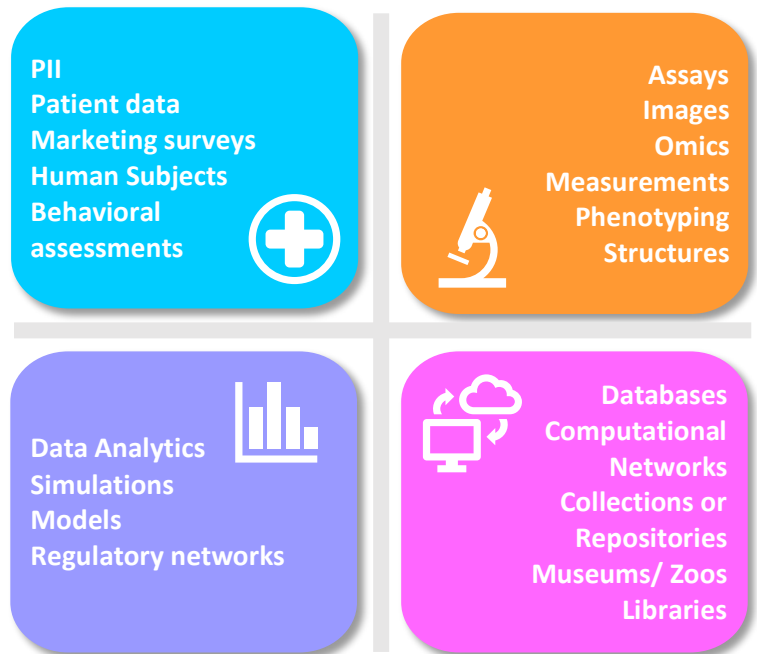 PII
Patient data
Marketing surveys
Human Subjects
Behavioral
assessments
Assays
Images
Omics
Measurements
Phenotyping
Structures
Data Analytics
Simulations
Models
Regulatory networks
Databases
Computational
Networks
Collections or
Repositories
Museums/ Zoos
Libraries